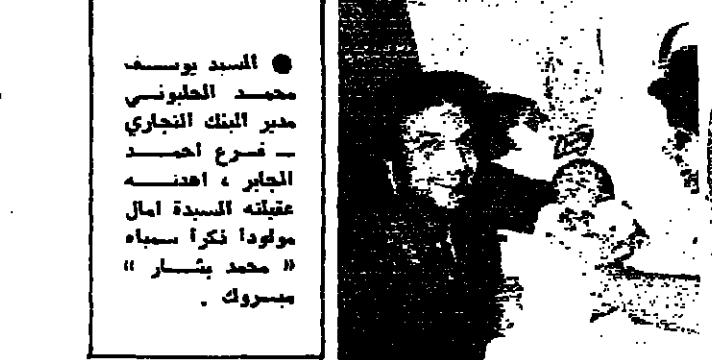 ● السيد يوسف
محمد الحلبوني
مدير البنك التجاري
ـ فرع احمد
الجابر ، اهدته
عقيلته السيدة امال
مولودا ذكرا سمياه
« محمد بشار »
مبروك .